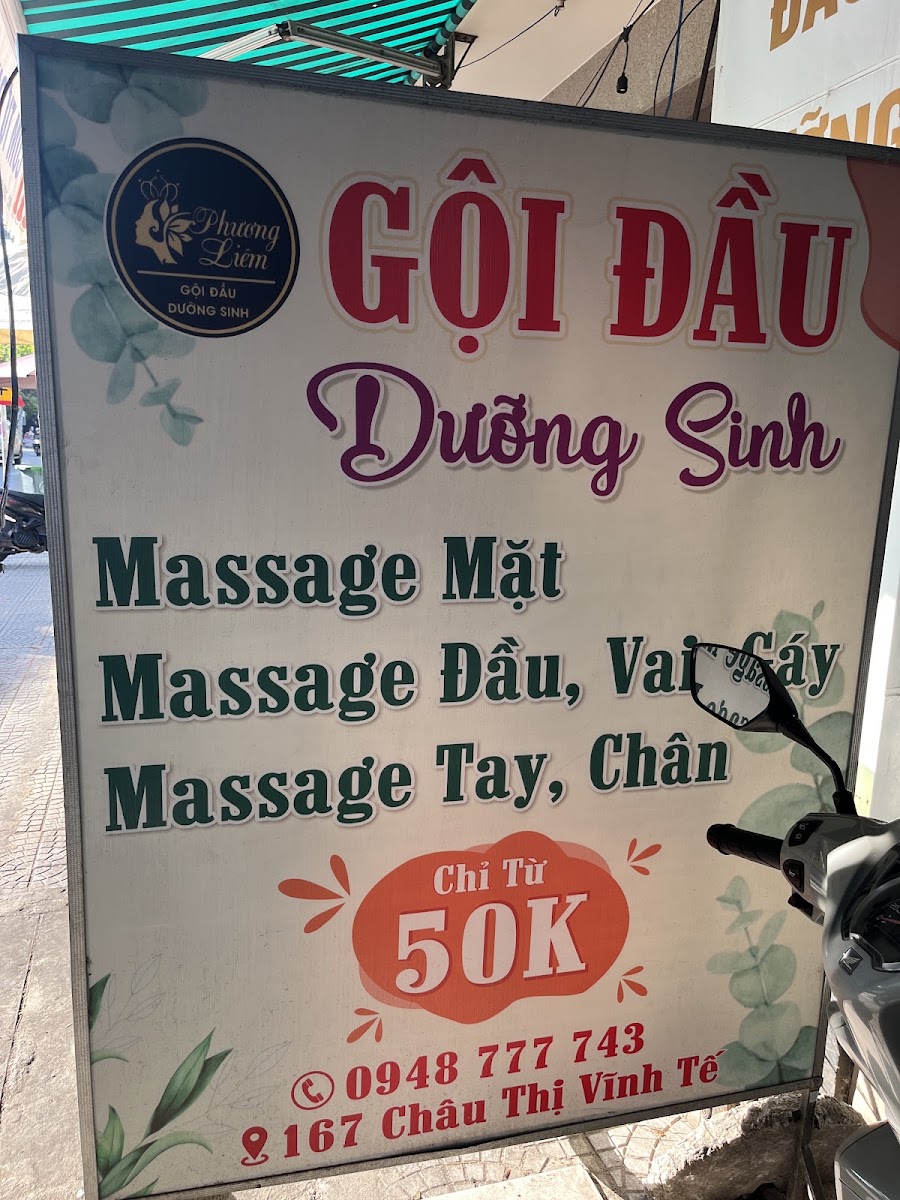 Phương
Liêm
GỘI ĐẦU
DƯỠNG SINH
GỘI ĐẦU
Dưỡng Sinh
Massage Mặt
Massage Đầu, Vai, Gáy
Massage Tay, Chân
Chỉ Từ
50K
0948 777 743
167 Châu Thị Vĩnh Tế